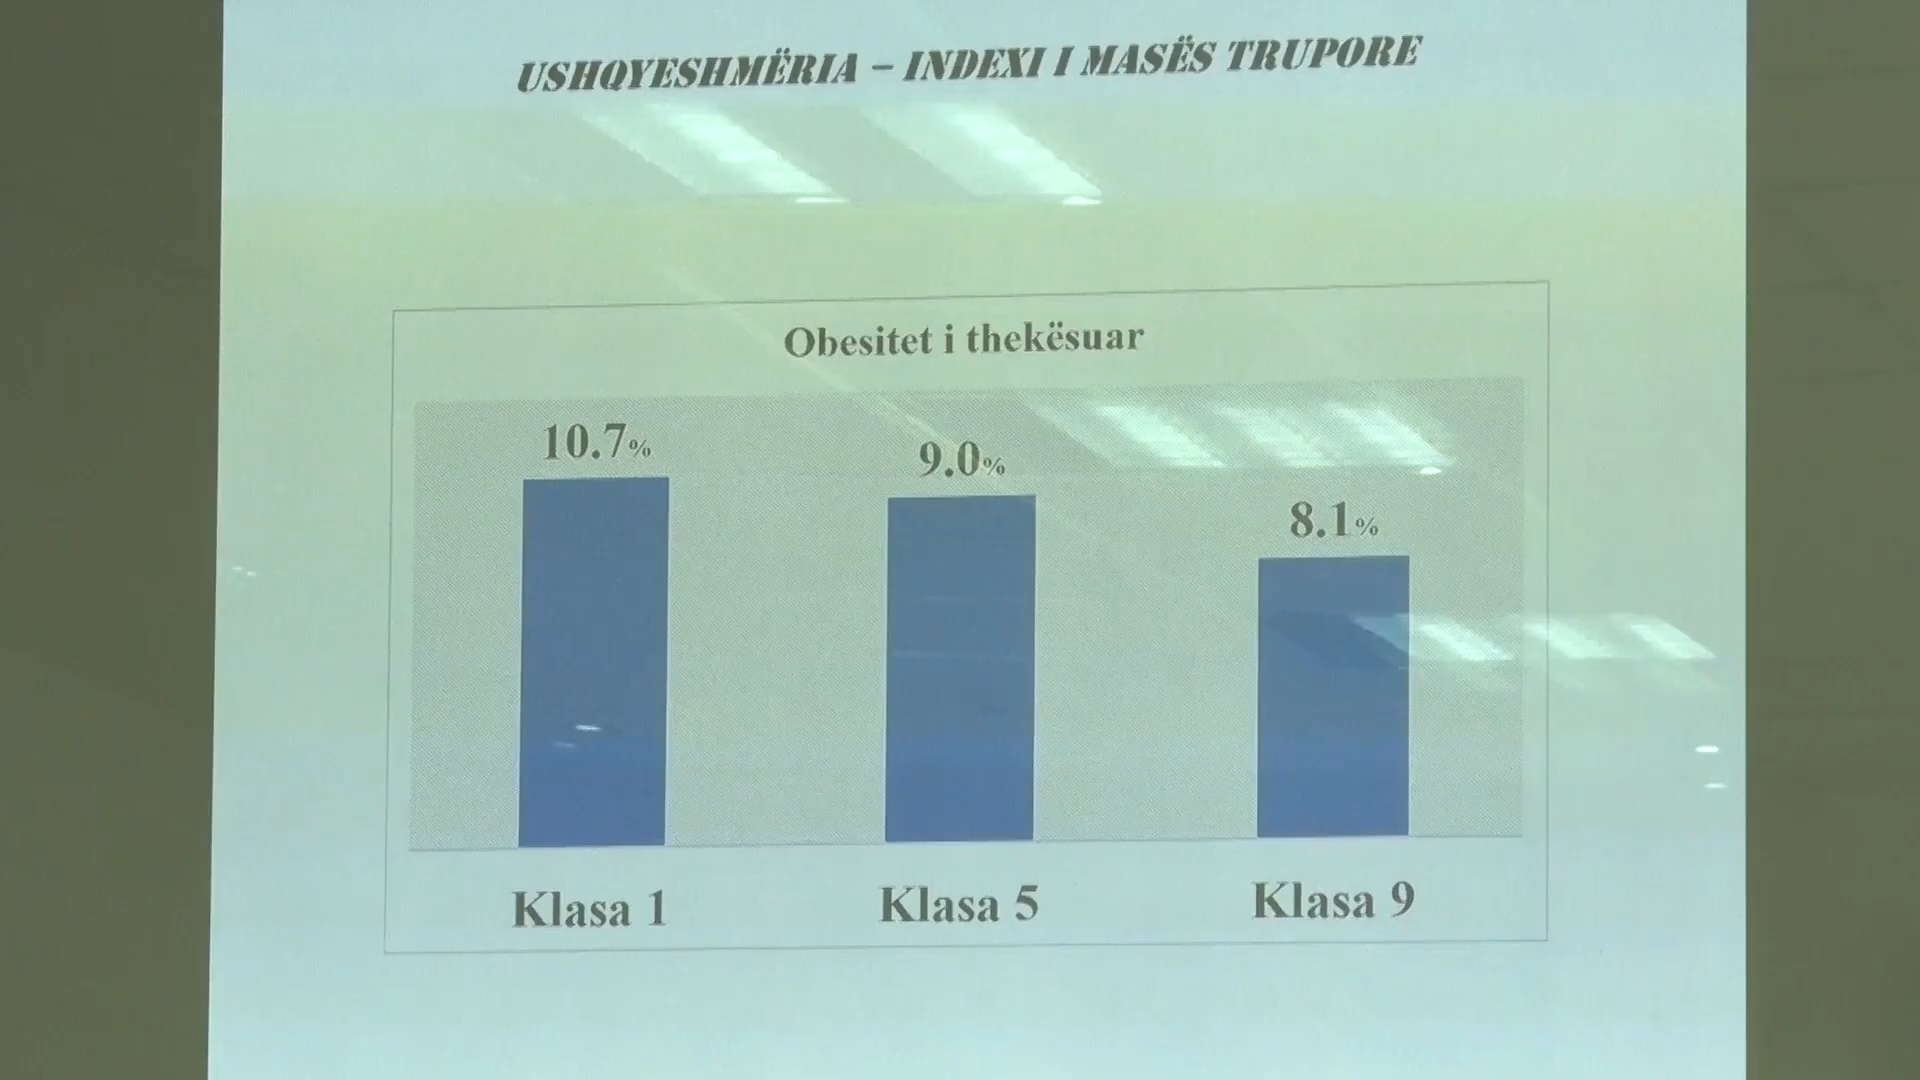 USHQYESHMËRIA – INDEXI I MASËS TRUPORE
Obesitet i thekësuar
10.7%
9.0%
8.1%
Klasa 1
Klasa 5
Klasa 9